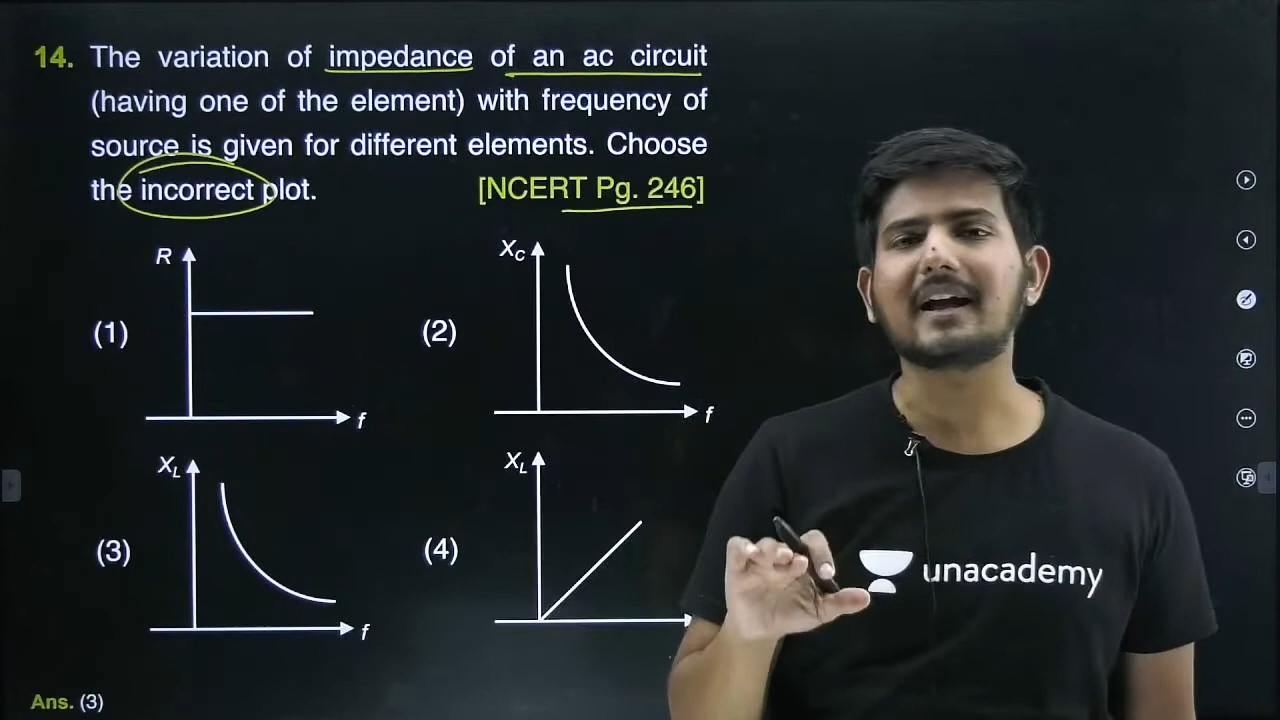 14. The variation of impedance of an ac circuit
(having one of the element) with frequency of
source is given for different elements. Choose
the incorrect plot. [NCERT Pg. 246]
R
f
(1)
X_C
f
(2)
X_L
f
(3)
X_L
(4)
unacademy
Ans. (3)